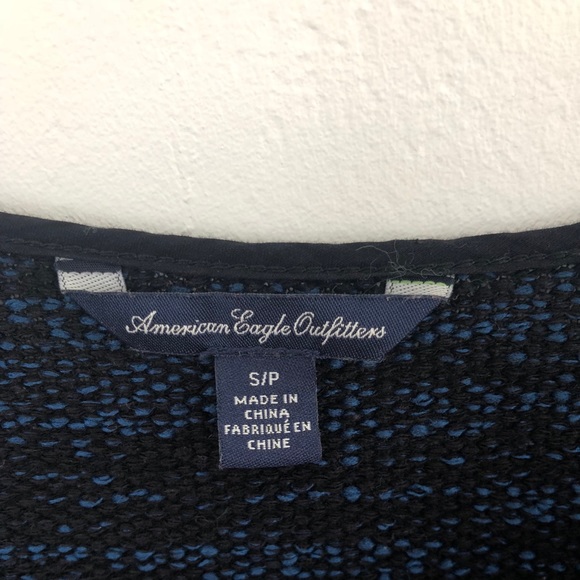 American Eagle Outfitters
S/P
MADE IN
CHINA
FABRIQUÉ EN
CHINE